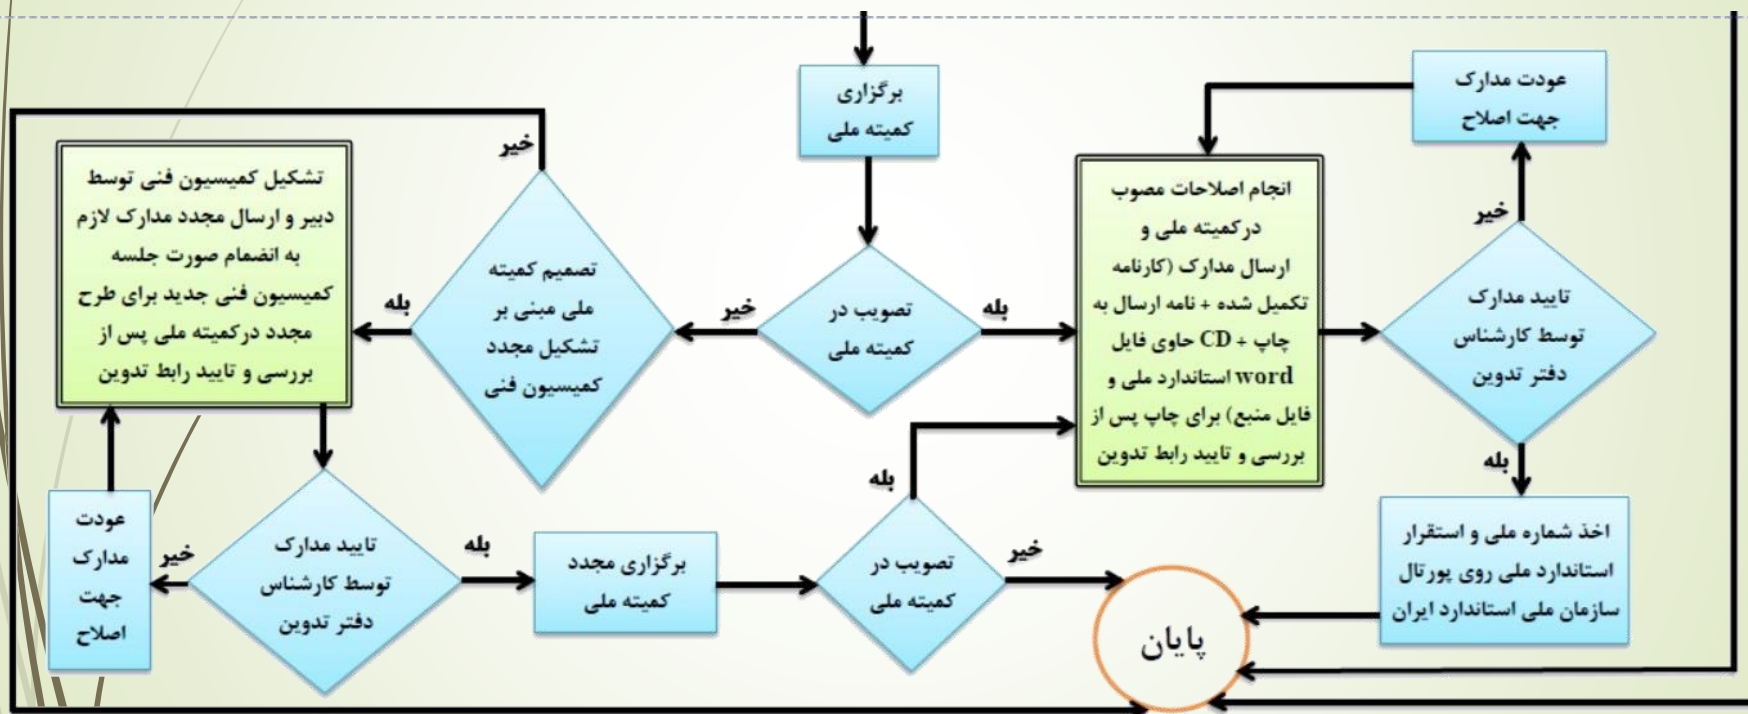 برگزاری
کمیته ملی
تصویب در
کمیته ملی
بله
خیر
انجام اصلاحات مصوب
درکمیته ملی و
ارسال مدارک (کارنامه
تکمیل شده + نامه ارسال به
چاپ + CD حاوی فایل
word استاندارد ملی و
فایل منبع) برای چاپ پس از
بررسی و تایید رابط تدوین
تایید مدارک
توسط کارشناس
دفتر تدوین
خیر
عودت مدارک
جهت اصلاح
بله
اخذ شماره ملی و استقرار
استاندارد ملی روی پورتال
سازمان ملی استاندارد ایران
تصمیم کمیته
ملی مبنی بر
تشکیل مجدد
کمیسیون فنی
خیر
بله
تشکیل کمیسیون فنی توسط
دبیر و ارسال مجدد مدارک لازم
به انضمام صورت جلسه
کمیسیون فنی جدید برای طرح
مجدد درکمیته ملی پس از
بررسی و تایید رابط تدوین
تایید مدارک
توسط کارشناس
دفتر تدوین
خیر
عودت
مدارک
جهت
اصلاح
بله
برگزاری مجدد
کمیته ملی
تصویب در
کمیته ملی
بله
خیر
پایان